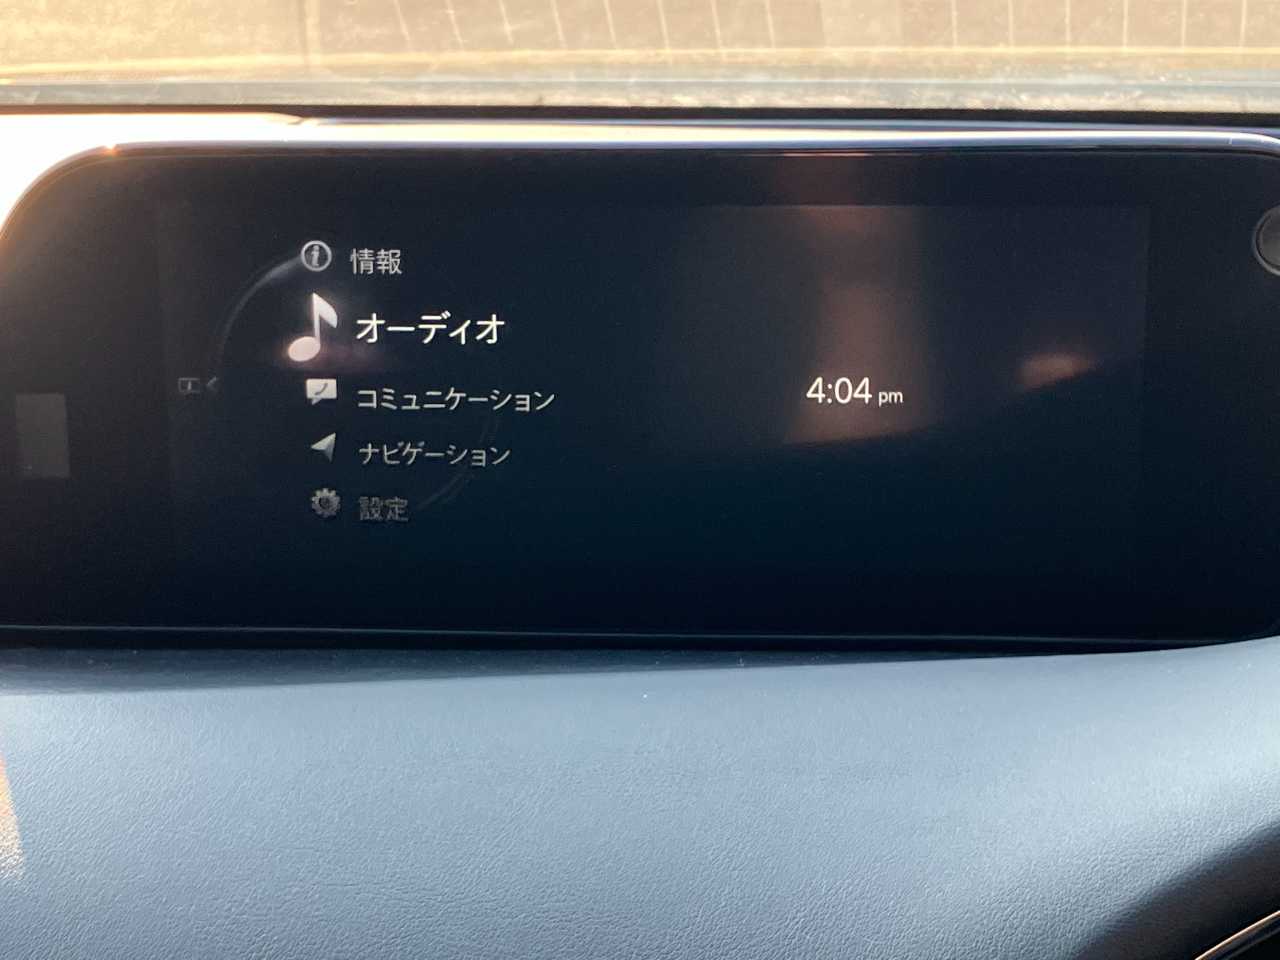 情報
オーディオ
コミュニケーション
ナビゲーション
設定
4:04 pm